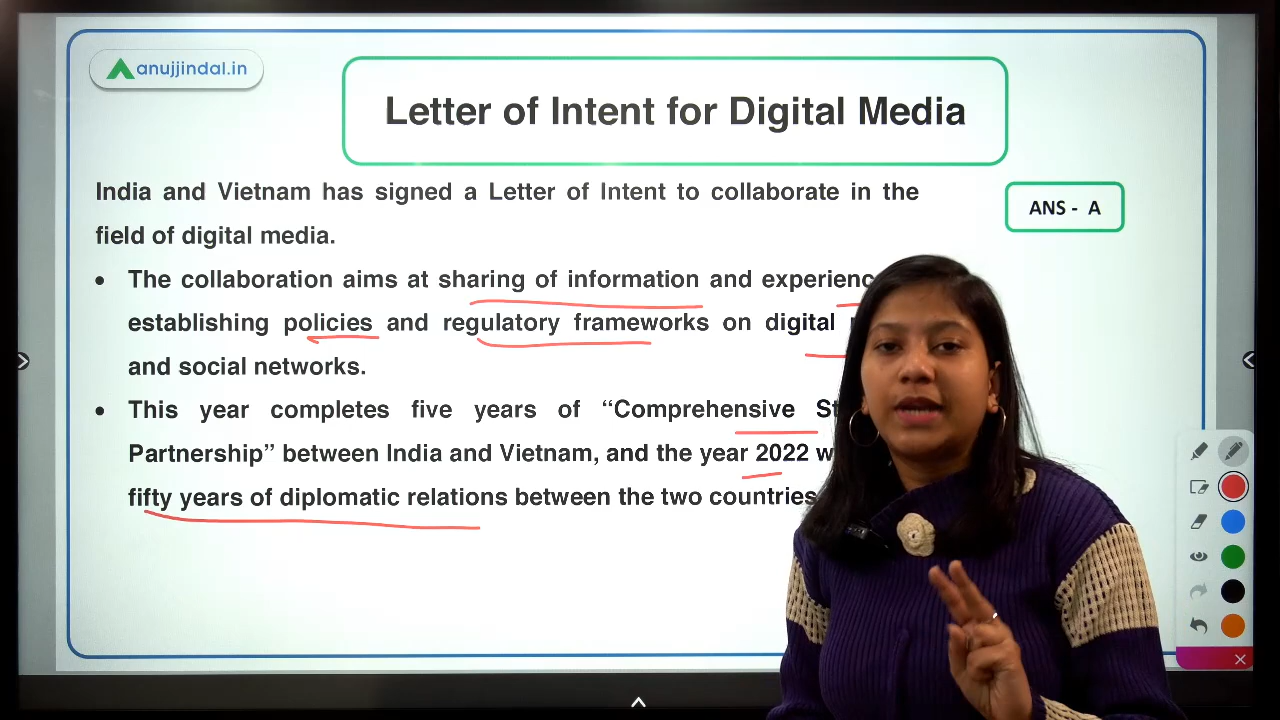 anujjindal.in
Letter of Intent for Digital Media
India and Vietnam has signed a Letter of Intent to collaborate in the
field of digital media.
ANS - A
• The collaboration aims at sharing of information and
establishing policies and regulatory frameworks on digital
and social networks.
• This year completes five years of “Comprehensive
Partnership” between India and Vietnam, and the year 2022
fifty years of diplomatic relations between the two countries